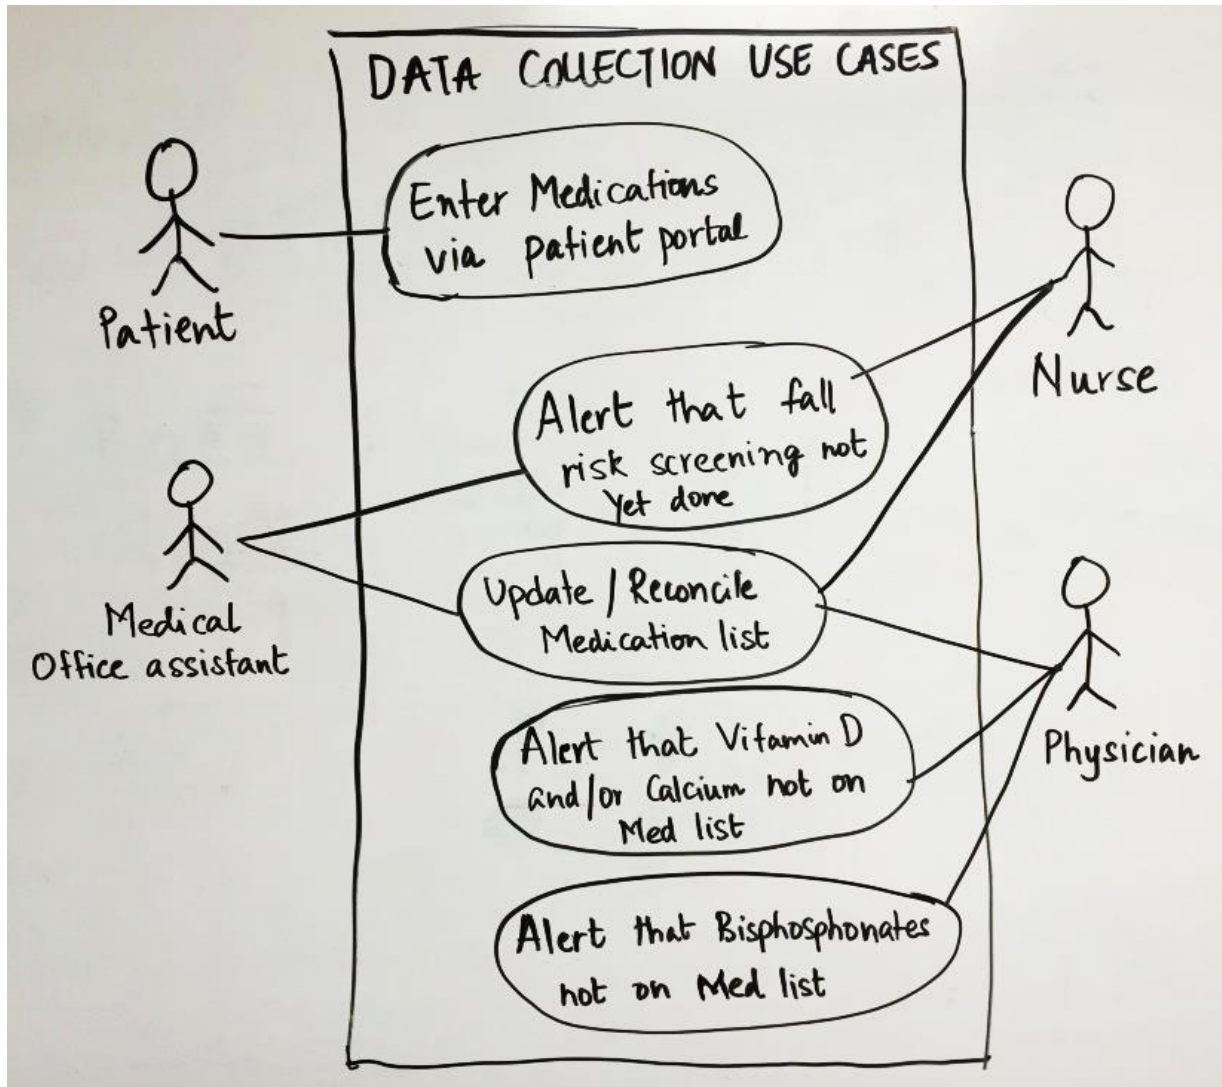 DATA COLLECTION USE CASES
Enter Medications
via patient portal
Patient
Alert that fall
risk screening not
Yet done
Nurse
Update / Reconcile
Medication list
Medical
Office assistant
Alert that Vitamin D
and/or Calcium not on
Med list
Physician
Alert that Bisphosphonates
not on Med list